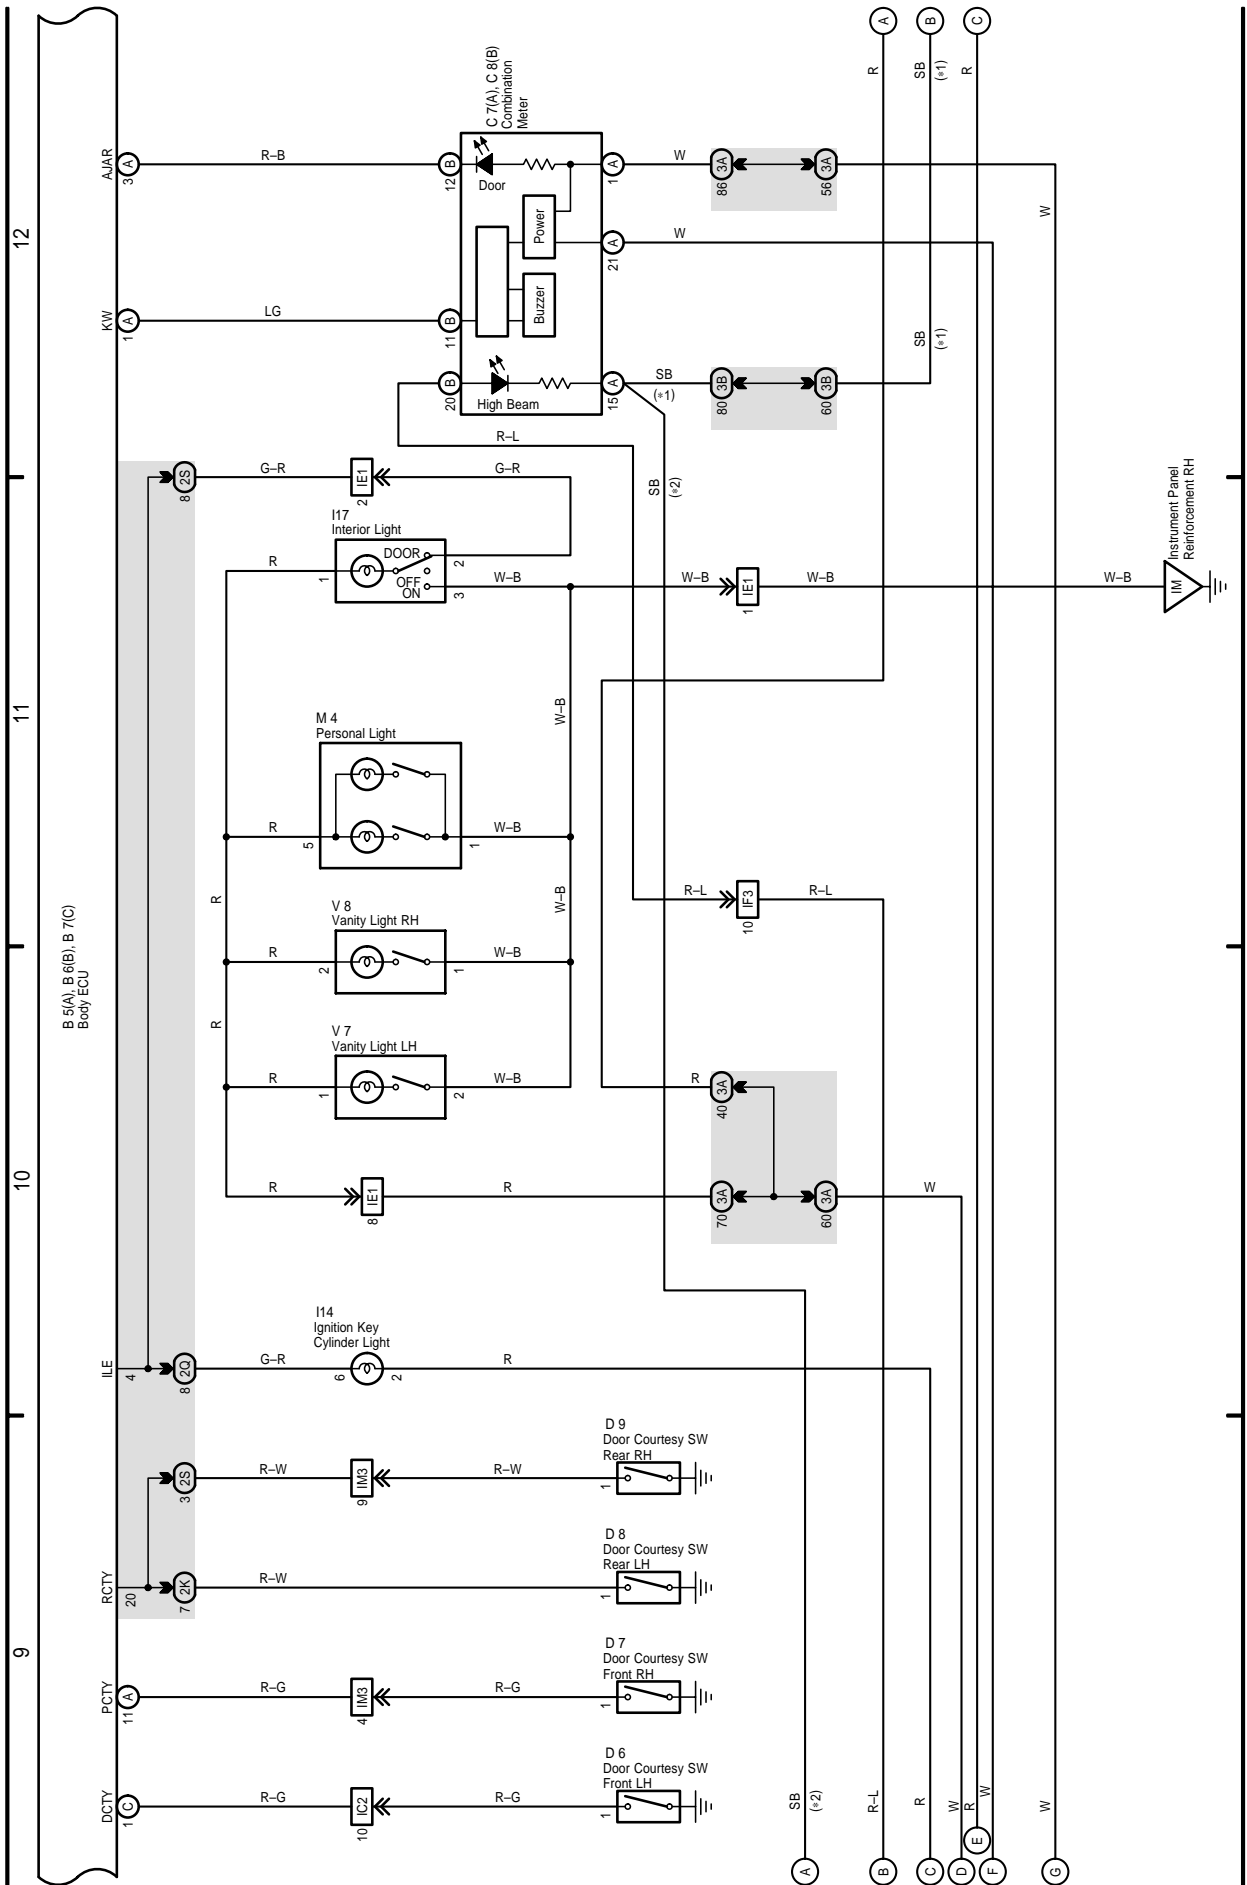 A
B
C
R
SB
(∗1)
R
12
AJAR
3
A
R–B
12
B
Door
C 7(A), C 8(B)
Combination
Meter
1
A
W
86
3A
56
3A
W
Power
21
A
W
KW
1
A
LG
11
B
Buzzer
20
B
High Beam
15
A
SB
(∗1)
80
3B
60
3B
SB
(∗1)
R–L
8
2S
G–R
2
IE1
G–R
SB
(∗2)
I17
Interior Light
R
1
DOOR
OFF
ON
2
3
W–B
W–B
1
IE1
W–B
W–B
IM
Instrument Panel
Reinforcement RH
11
M 4
Personal Light
W–B
R
5
1
W–B
R
W–B
R–L
10
IF3
R–L
B 5(A), B 6(B), B 7(C)
Body ECU
V 8
Vanity Light RH
R
2
1
W–B
R
V 7
Vanity Light LH
R
1
2
W–B
R
40
3A
10
R
8
IE1
R
70
3A
60
3A
W
I14
Ignition Key
Cylinder Light
ILE
4
8
2Q
G–R
6
2
R
D 9
Door Courtesy SW
Rear RH
3
2S
R–W
9
IM3
R–W
1
D 8
Door Courtesy SW
Rear LH
RCTY
20
7
2K
R–W
1
9
D 7
Door Courtesy SW
Front RH
PCTY
11
A
R–G
4
IM3
R–G
1
D 6
Door Courtesy SW
Front LH
DCTY
1
C
R–G
10
IC2
R–G
1
SB
(∗2)
R–L
R
W
R
W
W
A
B
C
D
E
F
G